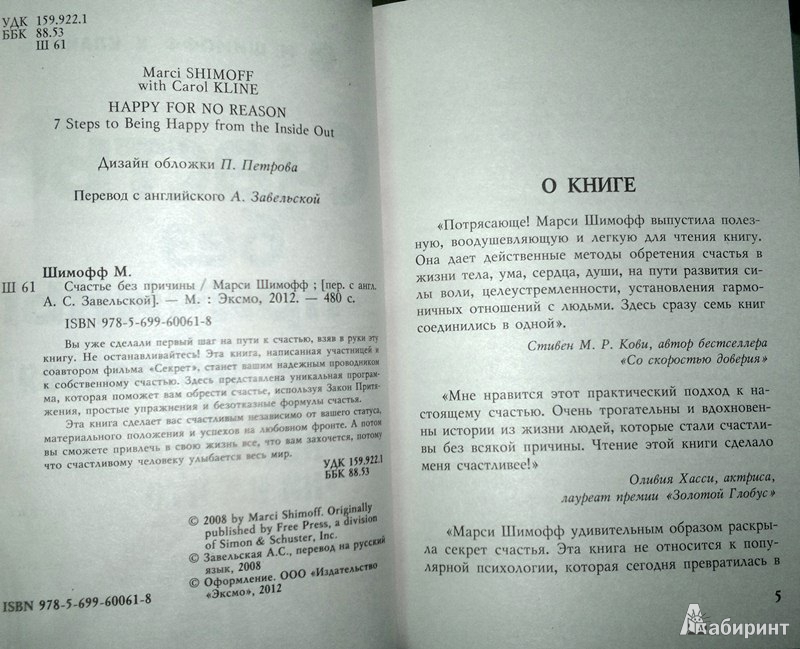 УДК 159.922.1
ББК 88.53
Ш 61
Marci SHIMOFF
with Carol KLINE
HAPPY FOR NO REASON
7 Steps to Being Happy from the Inside Out
Дизайн обложки П. Петрова
Перевод с английского А. Завельской
Шимофф М.
Ш 61 Счастье без причины / Марси Шимофф ; [пер. с англ.
А. С. Завельской]. — М. : Эксмо, 2012. — 480 с.
ISBN 978-5-699-60061-8
Вы уже сделали первый шаг на пути к счастью, взяв в руки эту
книгу. Не останавливайтесь! Эта книга, написанная участницей и
соавтором фильма «Секрет», станет вашим надежным проводником
к собственному счастью. Здесь представлена уникальная програм-
ма, которая поможет вам обрести счастье, используя Закон Притя-
жения, простые упражнения и безотказные формулы счастья.
Эта книга сделает вас счастливым независимо от вашего статуса,
материального положения и успехов на любовном фронте. А потом
вы сможете привлечь в свою жизнь все, что вам захочется, потому
что счастливому человеку улыбается весь мир.
УДК 159.922.1
ББК 88.53
© 2008 by Marci Shimoff. Originally
published by Free Press, a division
of Simon & Schuster, Inc.
© Завельская А.С., перевод на русский
язык, 2008
© Оформление. ООО «Издательство
«Эксмо», 2012
ISBN 978-5-699-60061-8
О КНИГЕ
«Потрясающе! Марси Шимофф выпустила полез-
ную, воодушевляющую и легкую для чтения книгу.
Она дает действенные методы обретения счастья в
жизни тела, ума, сердца, души, на пути развития си-
лы воли, целеустремленности, установления гармо-
ничных отношений с людьми. Здесь сразу семь книг
соединились в одной».
Стивен М. Р. Кови, автор бестселлера
«Со скоростью доверия»
«Мне нравится этот практический подход к на-
стоящему счастью. Очень трогательны и вдохновен-
ны истории из жизни людей, которые стали счастли-
вы без всякой причины. Чтение этой книги сделало
меня счастливее!»
Оливия Хасси, актриса,
лауреат премии «Золотой Глобус»
«Марси Шимофф удивительным образом раскры-
ла секрет счастья. Эта книга не относится к попу-
лярной психологии, которая сегодня превратилась в
5
Лабиринт